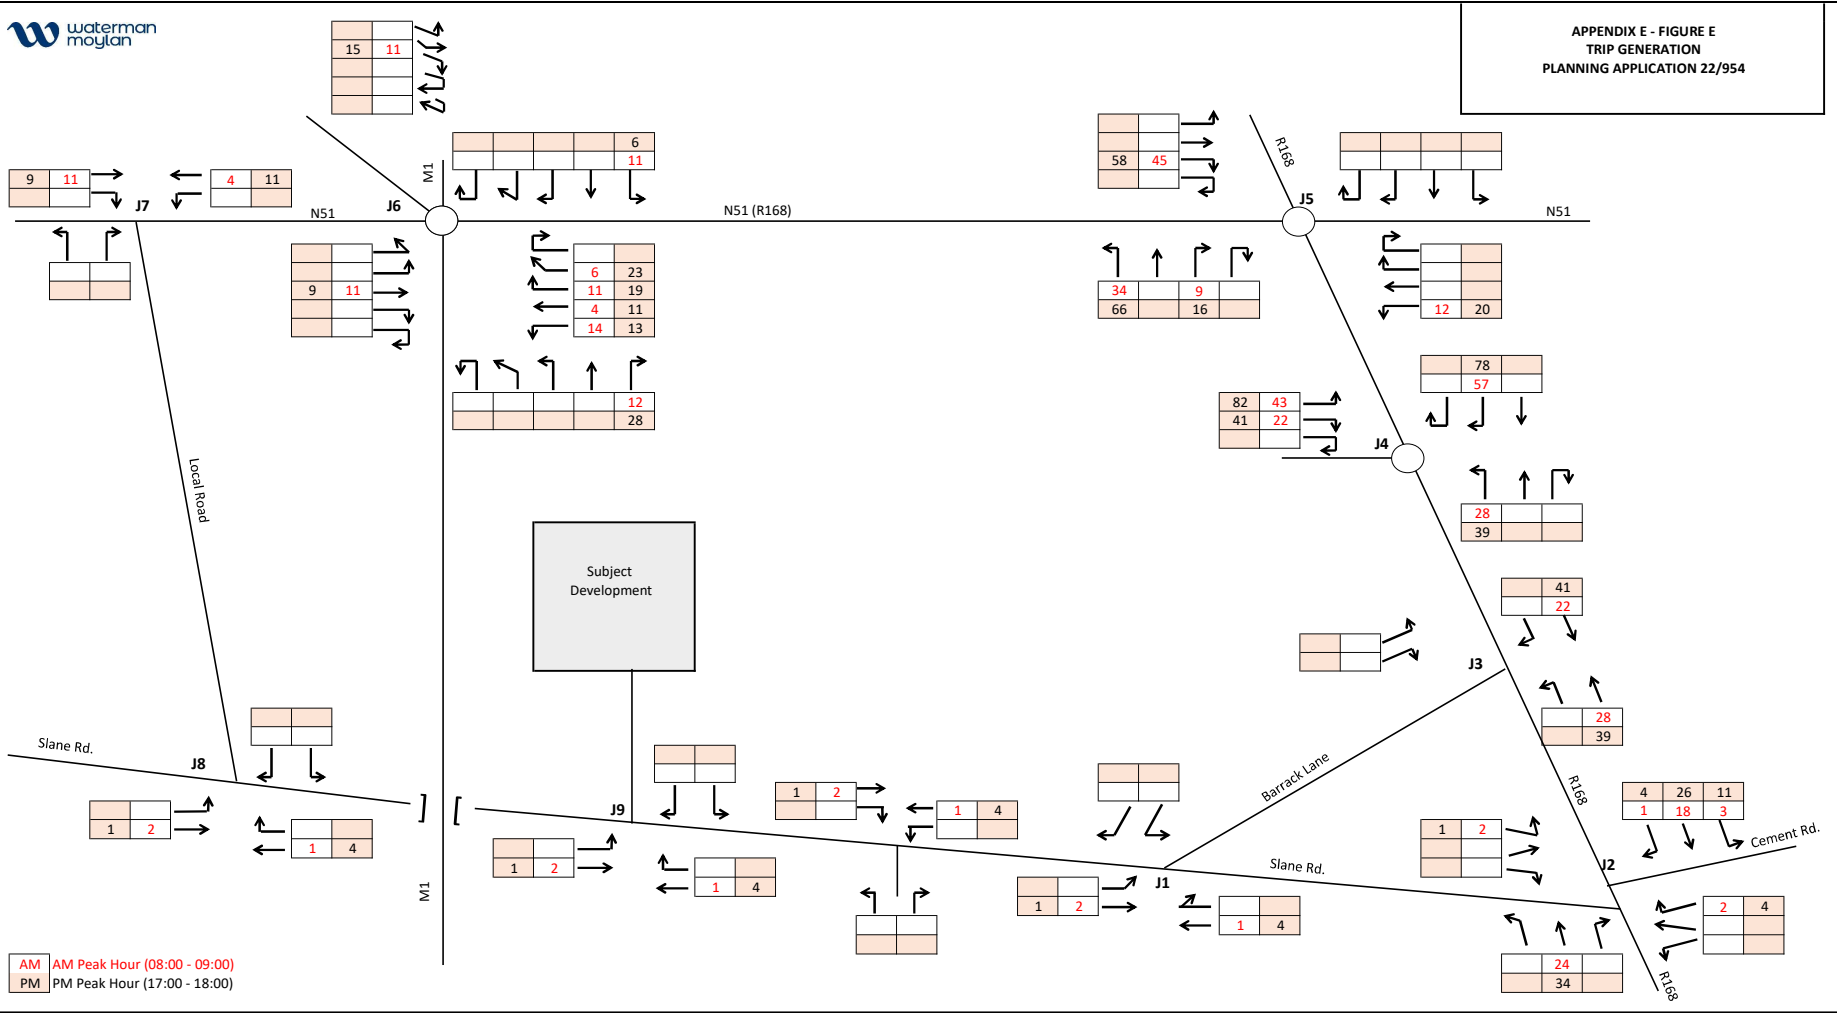 waterman
moylan
APPENDIX E - FIGURE E
TRIP GENERATION
PLANNING APPLICATION 22/954
15 11
6
11
M1
58 45
R168
9 11
4 11
J7
N51
J6
N51 (R168)
J5
N51
9 11
6 23
11 19
4 11
14 13
34 9
66 16
12 20
12
28
78
57
82 43
41 22
J4
Local Road
28
39
Subject
Development
41
22
J3
28
39
Slane Rd.
J8
1 2
1 4
]
[
J9
1 2
1 4
1 2
1 4
M1
Barrack Lane
J1
1 2
1 4
Slane Rd.
R168
4 26 11
1 18 3
Cement Rd.
1 2
J2
2 4
24
34
R168
AM AM Peak Hour (08:00 - 09:00)
PM PM Peak Hour (17:00 - 18:00)